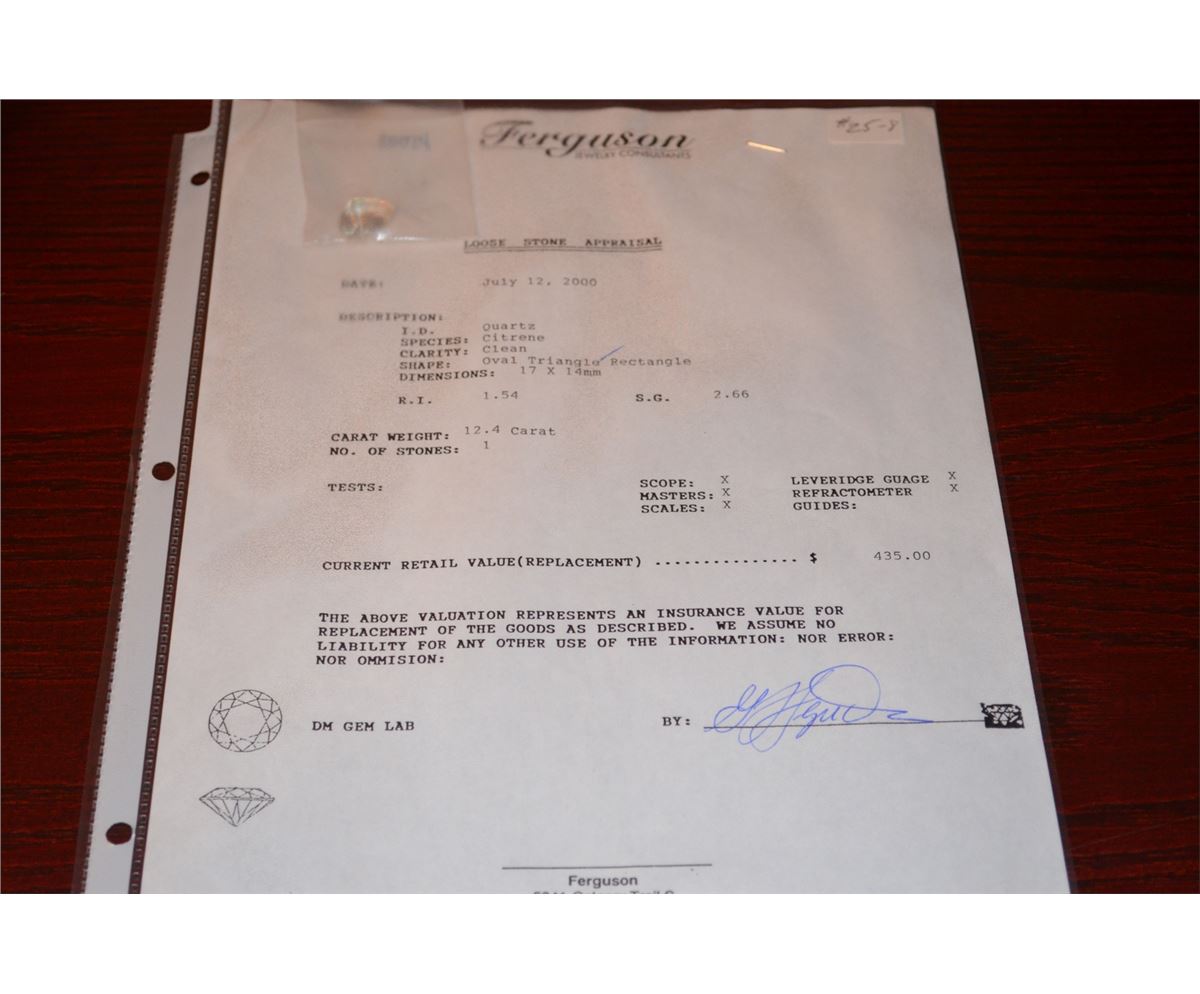 Ferguson
JEWELRY CONSULTANTS
LOOSE STONE APPRAISAL
DATE: July 12, 2000
DESCRIPTION:
I.D. Quartz
SPECIES: Citrene
CLARITY: Clean
SHAPE: Oval Triangle Rectangle
DIMENSIONS: 17 X 14mm
R.I. 1.54 S.G. 2.66
CARAT WEIGHT: 12.4 Carat
NO. OF STONES: 1
TESTS: SCOPE: X LEVERIDGE GUAGE X
MASTERS: X REFRACTOMETER X
SCALES: X GUIDES:
CURRENT RETAIL VALUE(REPLACEMENT) ............... $ 435.00
THE ABOVE VALUATION REPRESENTS AN INSURANCE VALUE FOR
REPLACEMENT OF THE GOODS AS DESCRIBED. WE ASSUME NO
LIABILITY FOR ANY OTHER USE OF THE INFORMATION: NOR ERROR:
NOR OMMISION:
DM GEM LAB BY:
Ferguson